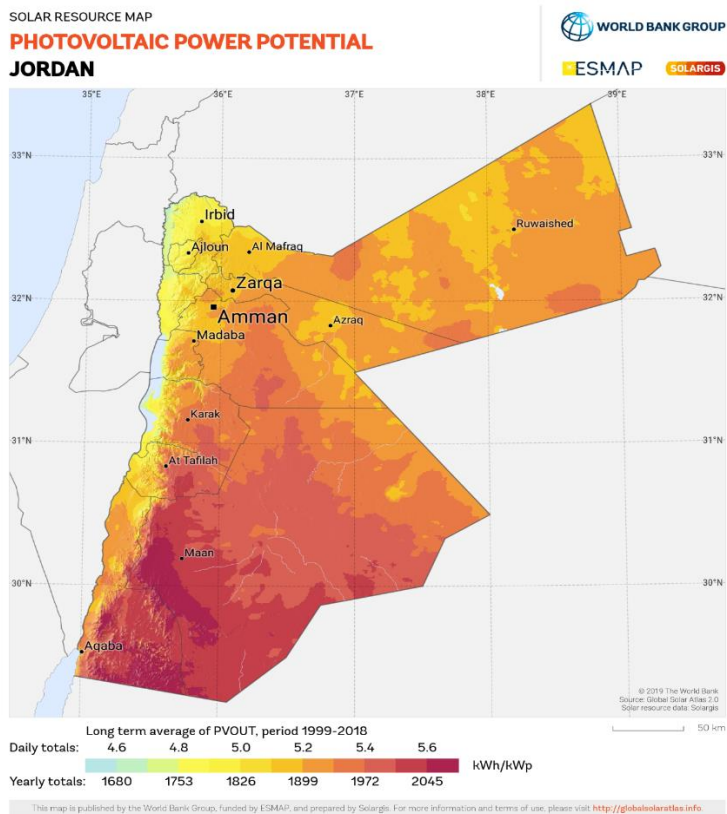 SOLAR RESOURCE MAP
PHOTOVOLTAIC POWER POTENTIAL
JORDAN
WORLD BANK GROUP
ESMAP
SOLARGIS
35°E 36°E 37°E 38°E 39°E
33°N 33°N
Irbid
Ruwaished
Ajloun
Al Mafraq
Zarqa
32°N 32°N
Amman
Azraq
Madaba
31°N 31°N
Karak
At Tafilah
Maan
30°N 30°N
Aqaba
© 2019 The World Bank
Source: Global Solar Atlas 2.0
Solar resource data: Solargis
50 km
Long term average of PVOUT, period 1999-2018
Daily totals: 4.6 4.8 5.0 5.2 5.4 5.6
kWh/kWp
Yearly totals: 1680 1753 1826 1899 1972 2045
This map is published by the World Bank Group, funded by ESMAP, and prepared by Solargis. For more information and terms of use, please visit http://globalsolaratlas.info.